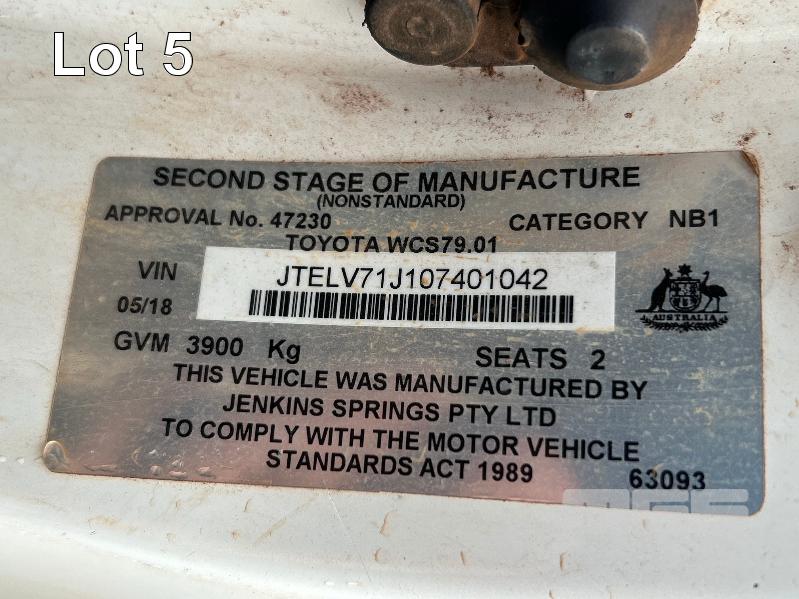 Lot 5
SECOND STAGE OF MANUFACTURE
(NONSTANDARD)
APPROVAL No. 47230 CATEGORY NB1
TOYOTA WCS79.01
VIN JTELV71J107401042
05/18
AUSTRALIA
GVM 3900 Kg SEATS 2
THIS VEHICLE WAS MANUFACTURED BY
JENKINS SPRINGS PTY LTD
TO COMPLY WITH THE MOTOR VEHICLE
STANDARDS ACT 1989 63093